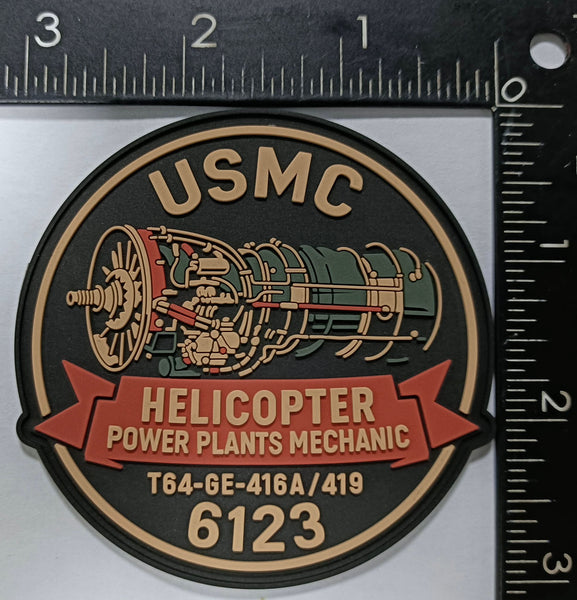 3 2 1 0
1
2
3
USMC
HELICOPTER
POWER PLANTS MECHANIC
T64-GE-416A/419
6123